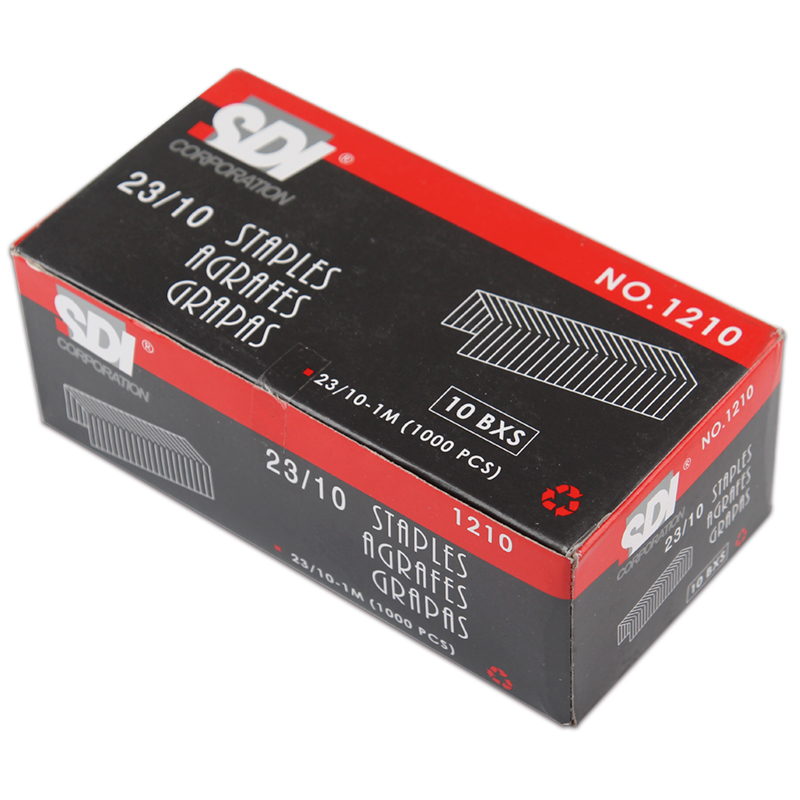 SDI®
CORPORATION
23/10 STAPLES
AGRAFES
GRAPAS
NO.1210
23/10-1M (1000 PCS)
10 BXS
SDI®
CORPORATION
23/10 STAPLES
AGRAFES
GRAPAS
1210
23/10-1M (1000 PCS)
NO.1210
SDI®
CORPORATION
23/10 STAPLES
AGRAFES
GRAPAS
10 BXS